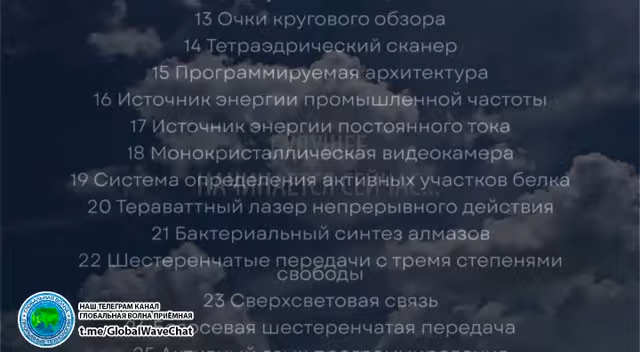 13 Очки кругового обзора
14 Тетраэдрический сканер
15 Программируемая архитектура
16 Источник энергии промышленной частоты
17 Источник энергии постоянного тока
18 Монокристаллическая видеокамера
19 Система определения активных участков белка
20 Тераваттный лазер непрерывного действия
21 Бактериальный синтез алмазов
22 Шестеренчатые передачи с тремя степенями
свободы
23 Сверхсветовая связь
шестеренчатая передача
НАШ ТЕЛЕГРАМ КАНАЛ
ГЛОБАЛЬНАЯ ВОЛНА ПРИЁМНАЯ
t.me/GlobalWaveChat